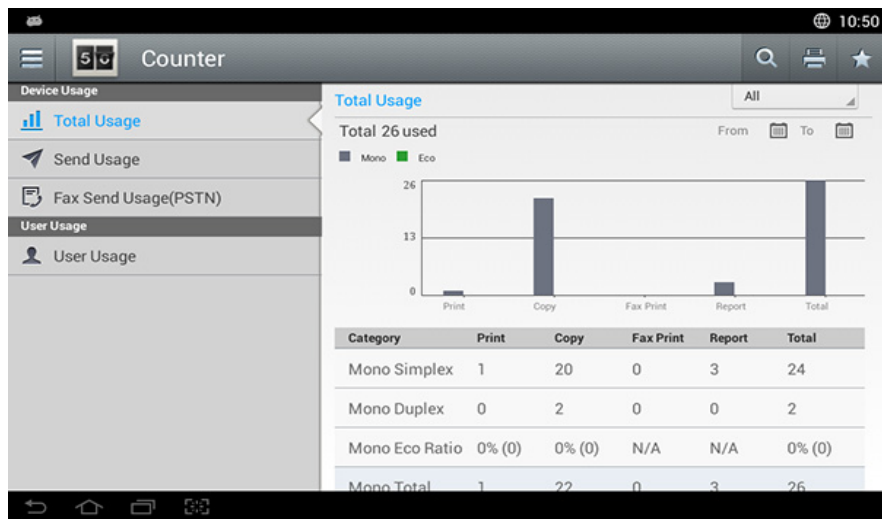 10:50
50 Counter
Device Usage
Total Usage
Send Usage
Fax Send Usage(PSTN)
User Usage
User Usage
Total Usage All
Total 26 used From To
Mono Eco
26
13
0
Print Copy Fax Print Report Total
Category Print Copy Fax Print Report Total
Mono Simplex 1 20 0 3 24
Mono Duplex 0 2 0 0 2
Mono Eco Ratio 0% (0) 0% (0) N/A N/A 0% (0)
Mono Total 1 22 0 3 26